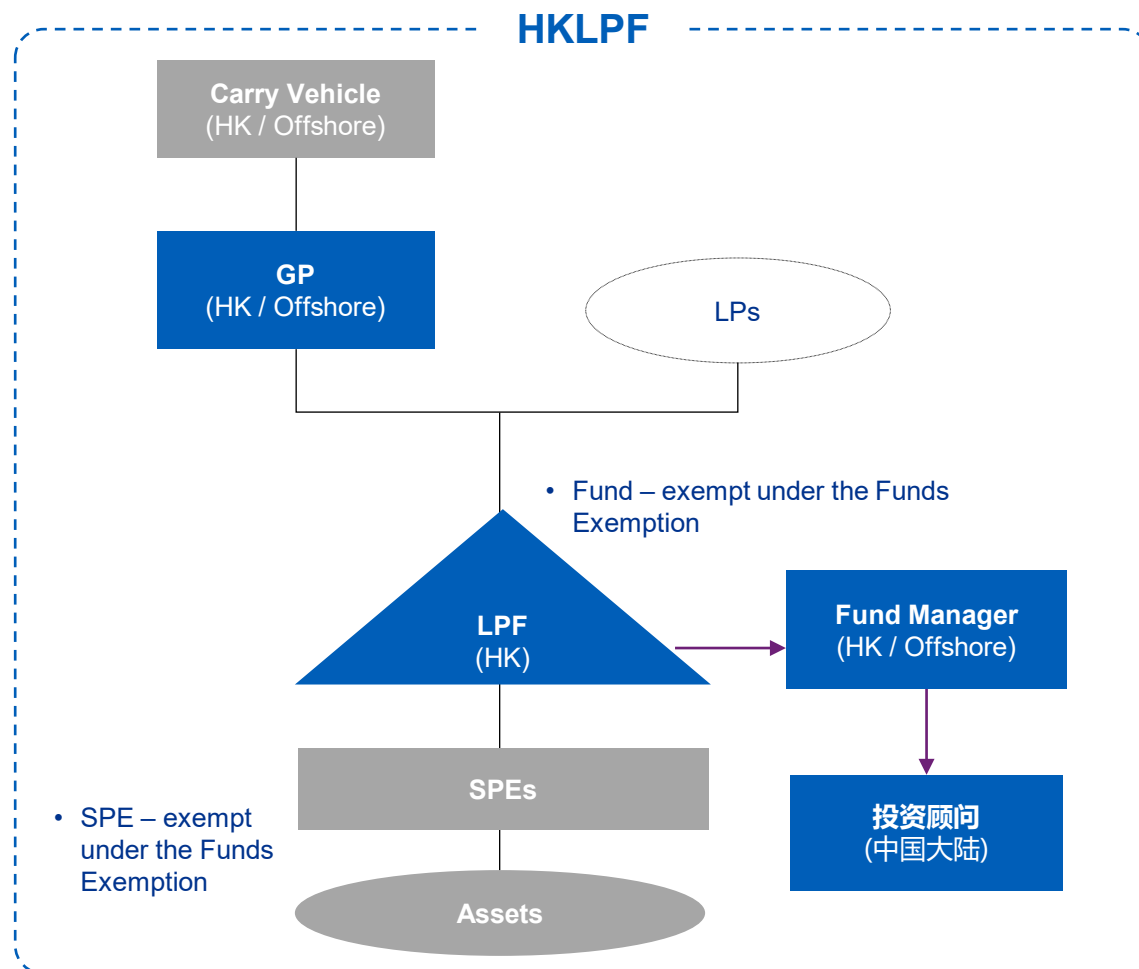 HKLPF
Carry Vehicle
(HK / Offshore)
GP
(HK / Offshore)
LPs
• Fund – exempt under the Funds
Exemption
LPF
(HK)
Fund Manager
(HK / Offshore)
SPEs
• SPE – exempt
under the Funds
Exemption
投资顾问
(中国大陆)
Assets